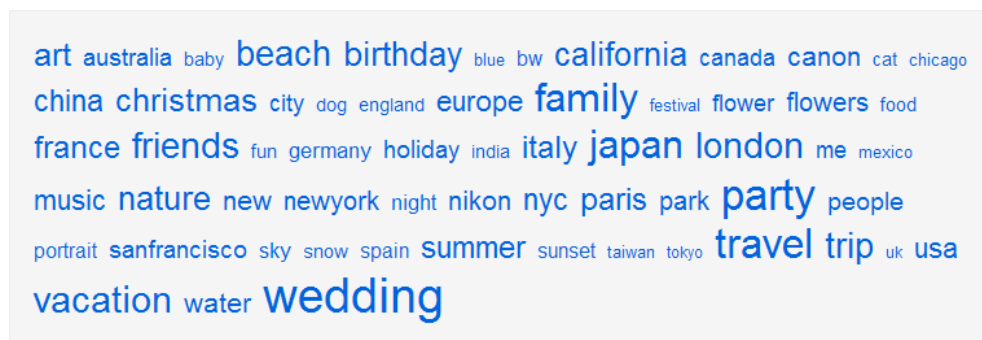 art australia baby beach birthday blue bw california canada canon cat chicago
china christmas city dog england europe family festival flower flowers food
france friends fun germany holiday india italy japan london me mexico
music nature new newyork night nikon nyc paris park party people
portrait sanfrancisco sky snow spain summer sunset taiwan tokyo travel trip uk usa
vacation water wedding